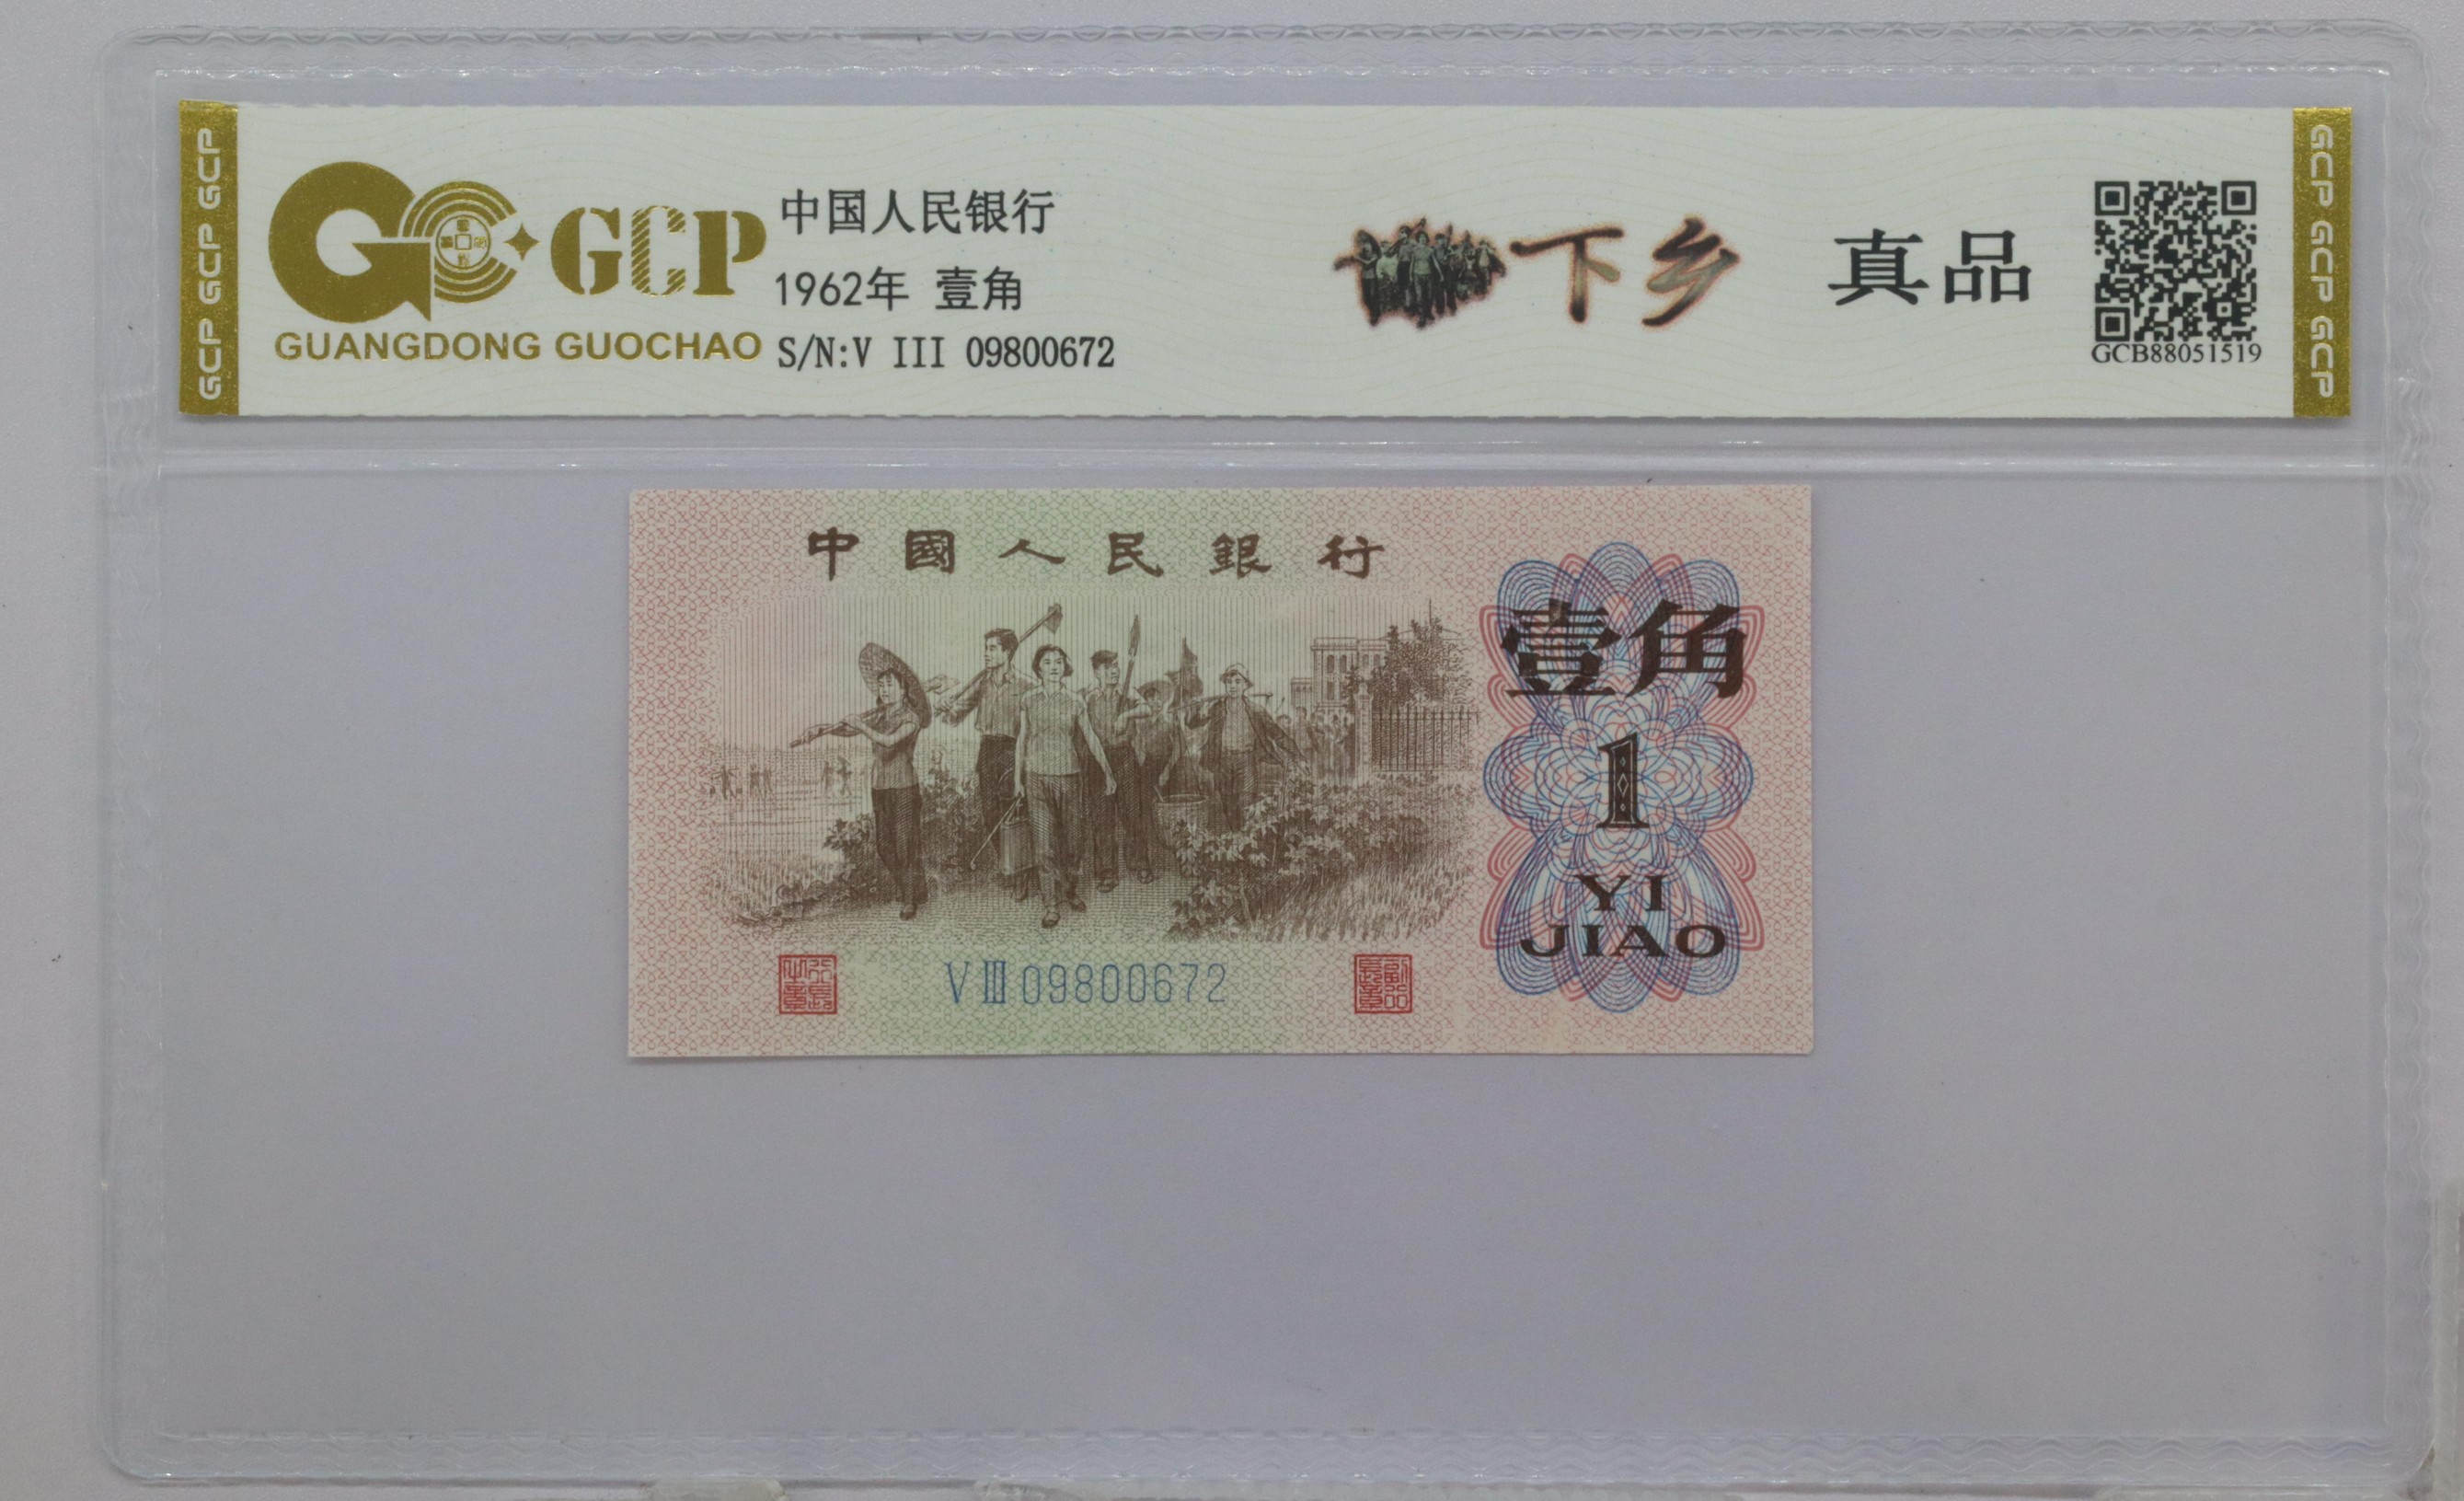 GCP GCP GCP
GCP
GUANGDONG GUOCHAO
中国人民银行
1962年 壹角
S/N:V III 09800672
下乡
真品
GCB88051519
GCP GCP GCP
中國人民銀行
壹角
1
YI
JIAO
V III 09800672